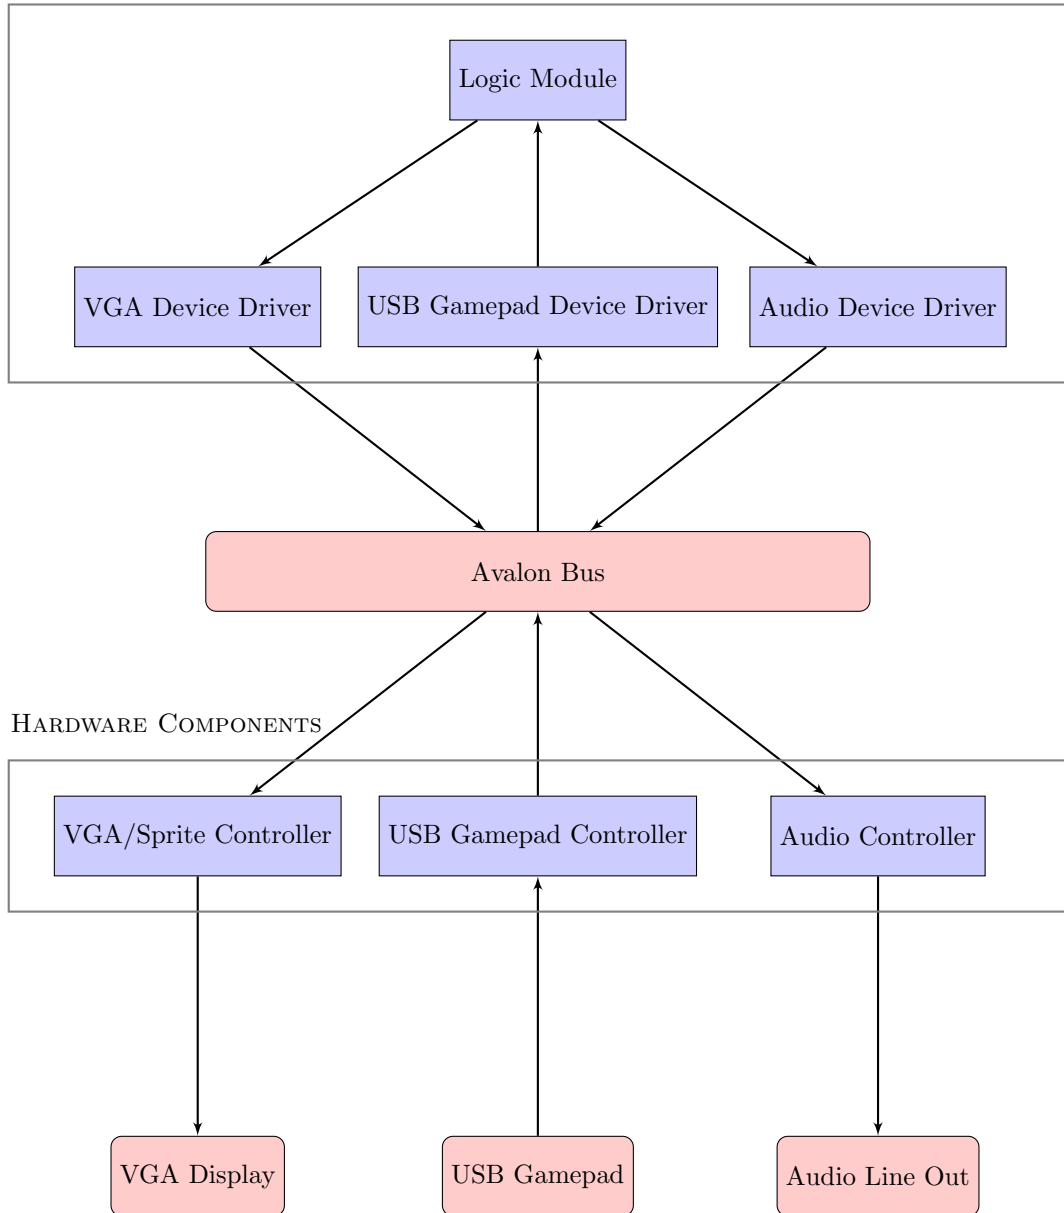 Logic Module
VGA Device Driver
USB Gamepad Device Driver
Audio Device Driver
Avalon Bus
Hardware Components
VGA/Sprite Controller
USB Gamepad Controller
Audio Controller
VGA Display
USB Gamepad
Audio Line Out